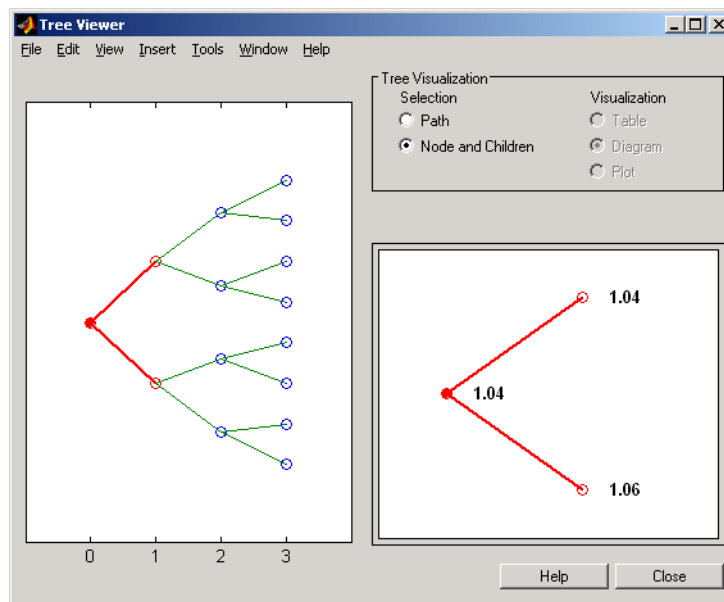 Tree Viewer
File Edit View Insert Tools Window Help
Tree Visualization
Selection Visualization
Path Table
Node and Children Diagram
Plot
1.04
1.04
1.06
0 1 2 3
Help Close